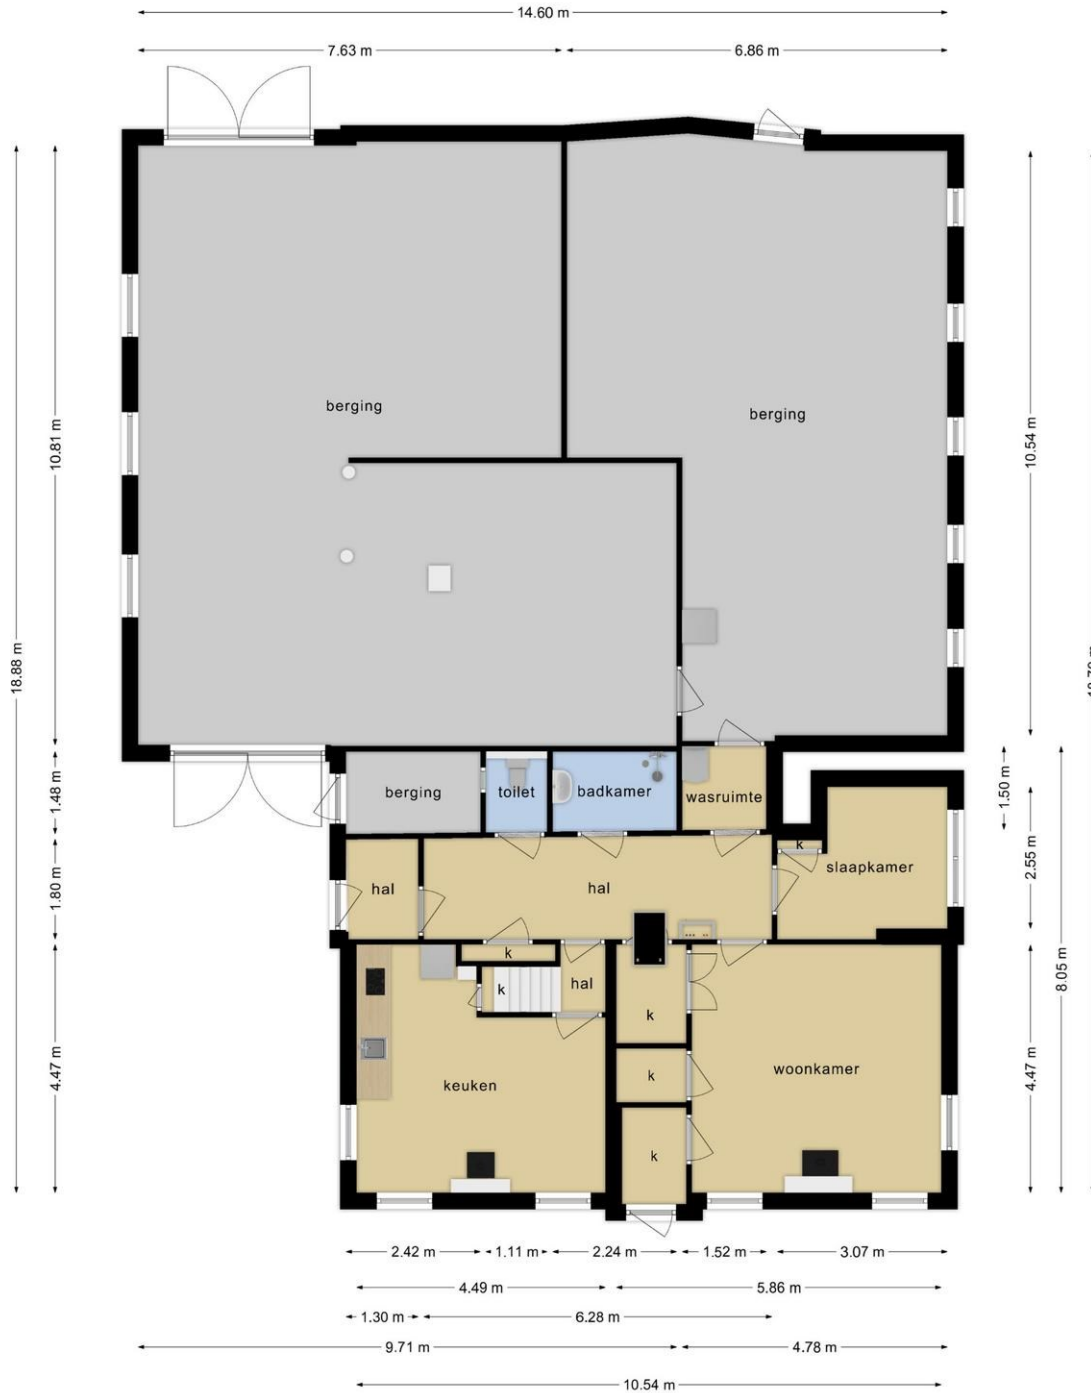 14.60 m
7.63 m
6.86 m
18.88 m
10.81 m
10.54 m
berging
berging
1.48 m
1.50 m
berging
toilet
badkamer
wasruimte
1.80 m
2.55 m
hal
hal
k
slaapkamer
8.05 m
4.47 m
4.47 m
k
k
hal
k
keuken
k
woonkamer
k
2.42 m
1.11 m
2.24 m
1.52 m
3.07 m
4.49 m
5.86 m
1.30 m
6.28 m
9.71 m
4.78 m
10.54 m